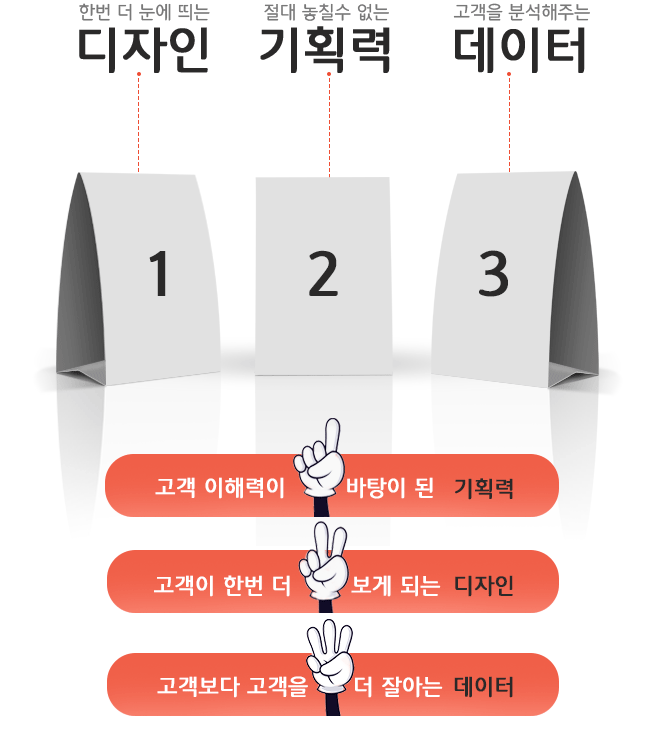 한번 더 눈에 띄는
디자인
절대 놓칠수 없는
기획력
고객을 분석해주는
데이터
1
2
3
고객 이해력이 바탕이 된 기획력
고객이 한번 더 보게 되는 디자인
고객보다 고객을 더 잘아는 데이터